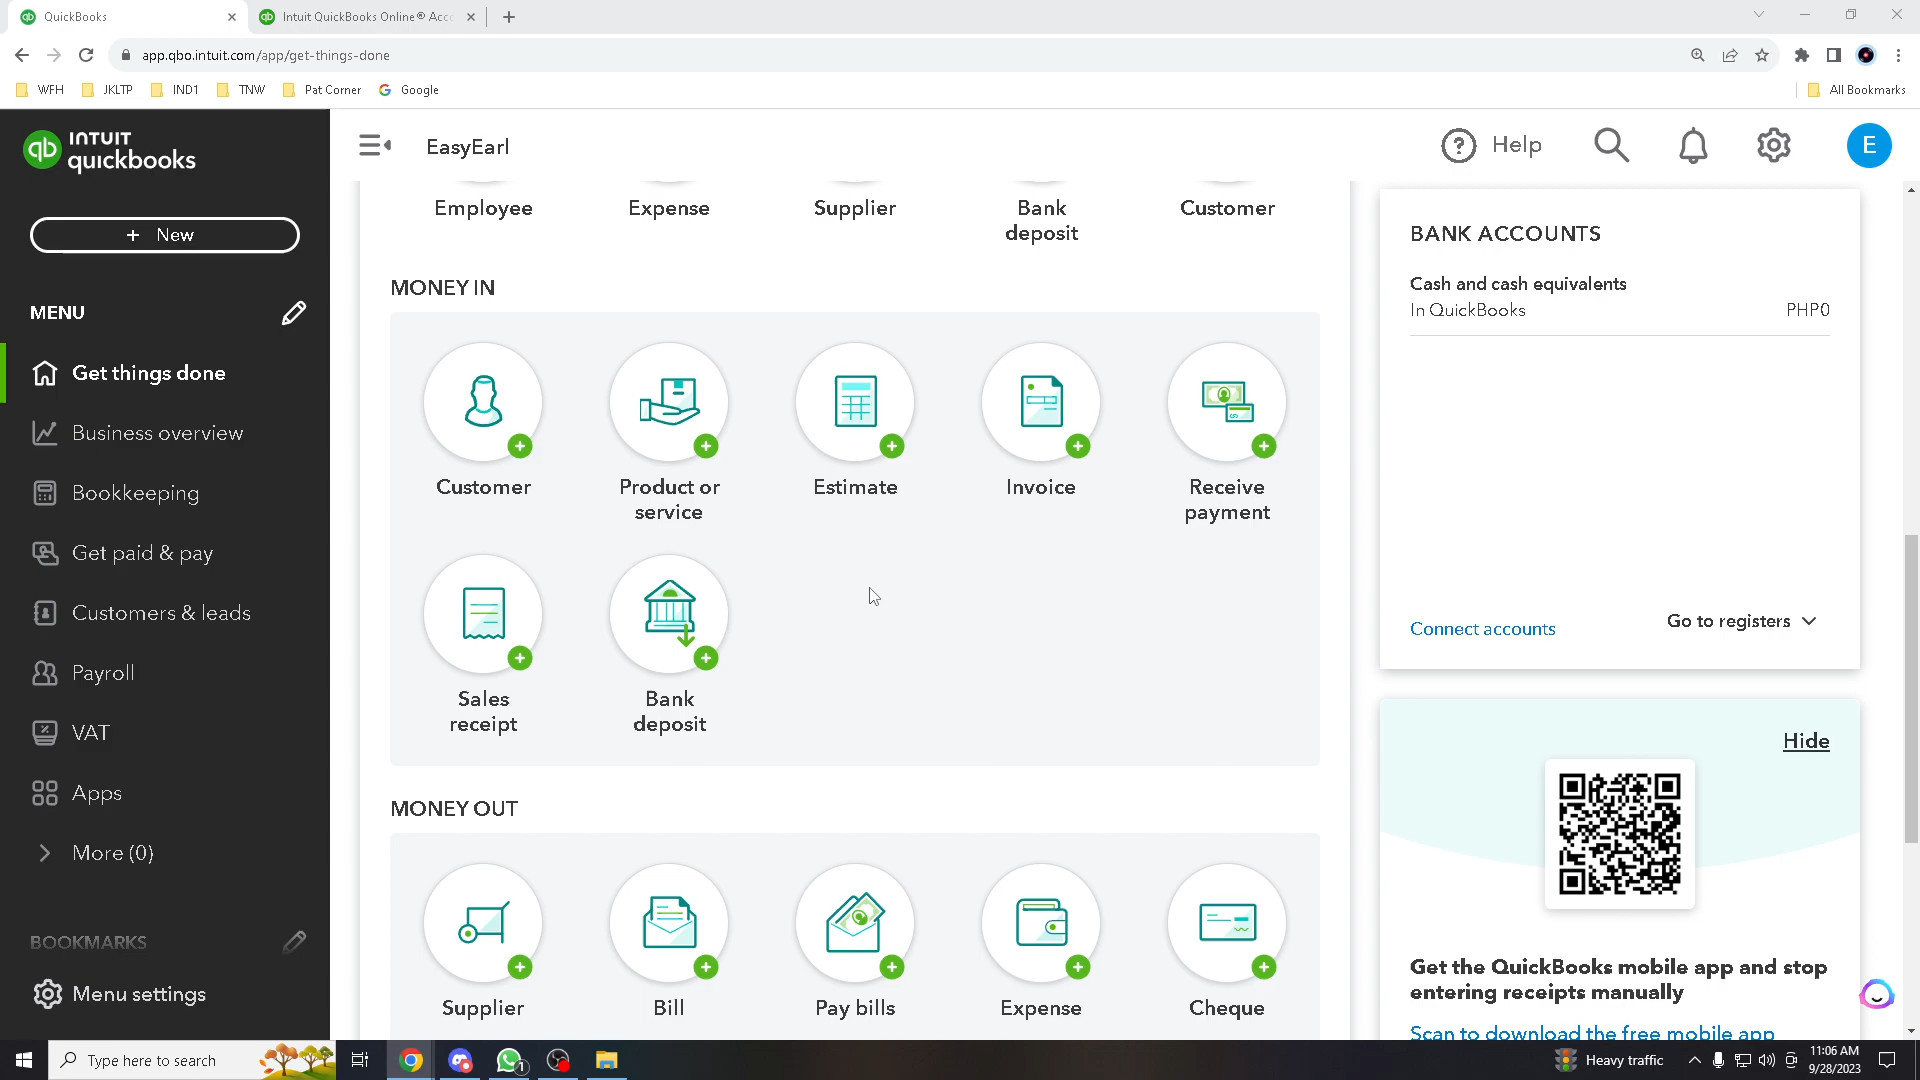 QuickBooks
Intuit QuickBooks Online® Acc
app.qbo.intuit.com/app/get-things-done
WFH
JKLTP
IND1
TNW
Pat Corner
Google
All Bookmarks
INTUIT
quickbooks
EasyEarl
Help
E
+ New
MENU
Get things done
Business overview
Bookkeeping
Get paid & pay
Customers & leads
Payroll
VAT
Apps
More (0)
BOOKMARKS
Menu settings
Employee
Expense
Supplier
Bank
deposit
Customer
MONEY IN
Customer
Product or
service
Estimate
Invoice
Receive
payment
Sales
receipt
Bank
deposit
MONEY OUT
Supplier
Bill
Pay bills
Expense
Cheque
BANK ACCOUNTS
Cash and cash equivalents
In QuickBooks
PHP0
Connect accounts
Go to registers
Hide
Get the QuickBooks mobile app and stop
entering receipts manually
Scan to download the free mobile app
Type here to search
1
Heavy traffic
11:06 AM
9/28/2023